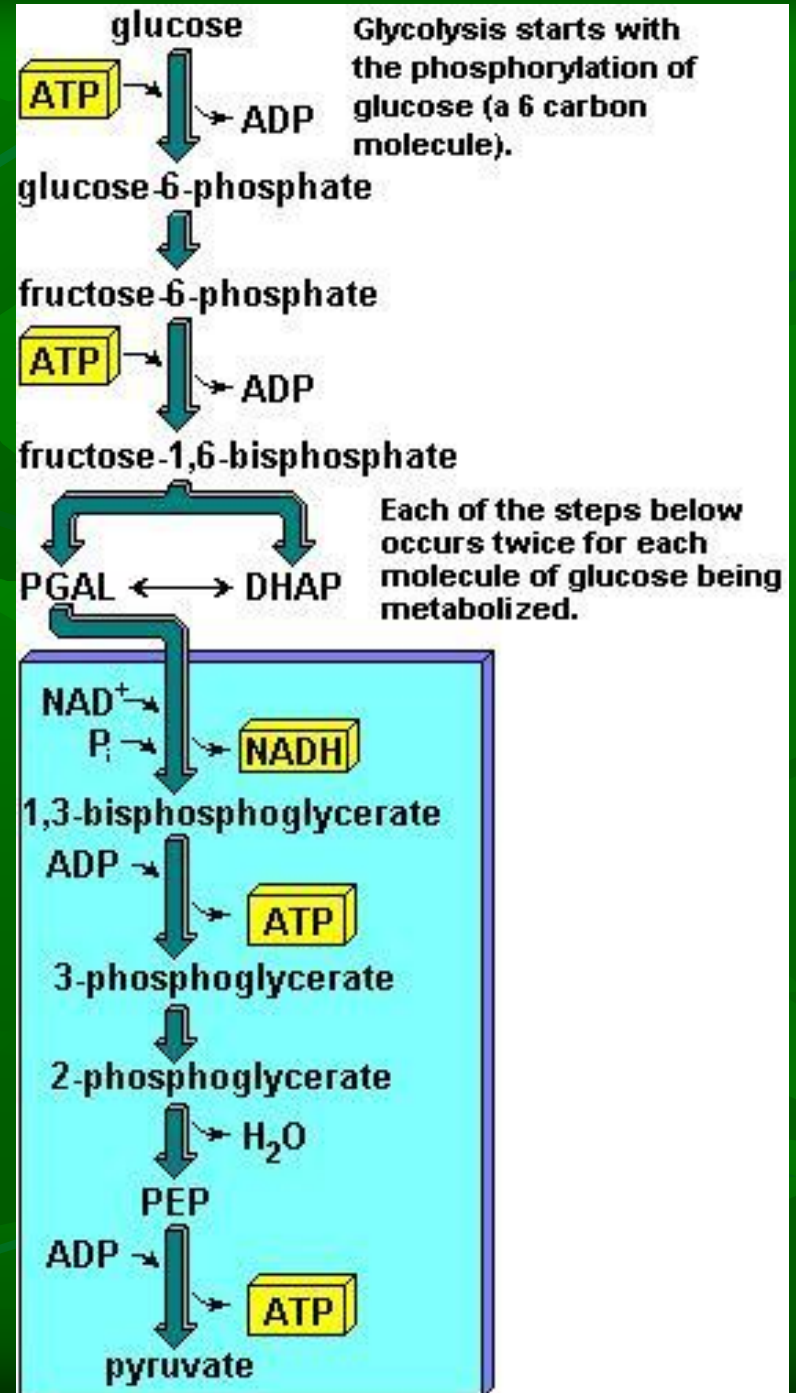 glucose
Glycolysis starts with
the phosphorylation of
glucose (a 6 carbon
molecule).
ATP
ADP
glucose-6-phosphate
fructose-6-phosphate
ATP
ADP
fructose-1,6-bisphosphate
Each of the steps below
occurs twice for each
molecule of glucose being
metabolized.
PGAL
DHAP
NAD⁺
Pᵢ
NADH
1,3-bisphosphoglycerate
ADP
ATP
3-phosphoglycerate
2-phosphoglycerate
H₂O
PEP
ADP
ATP
pyruvate